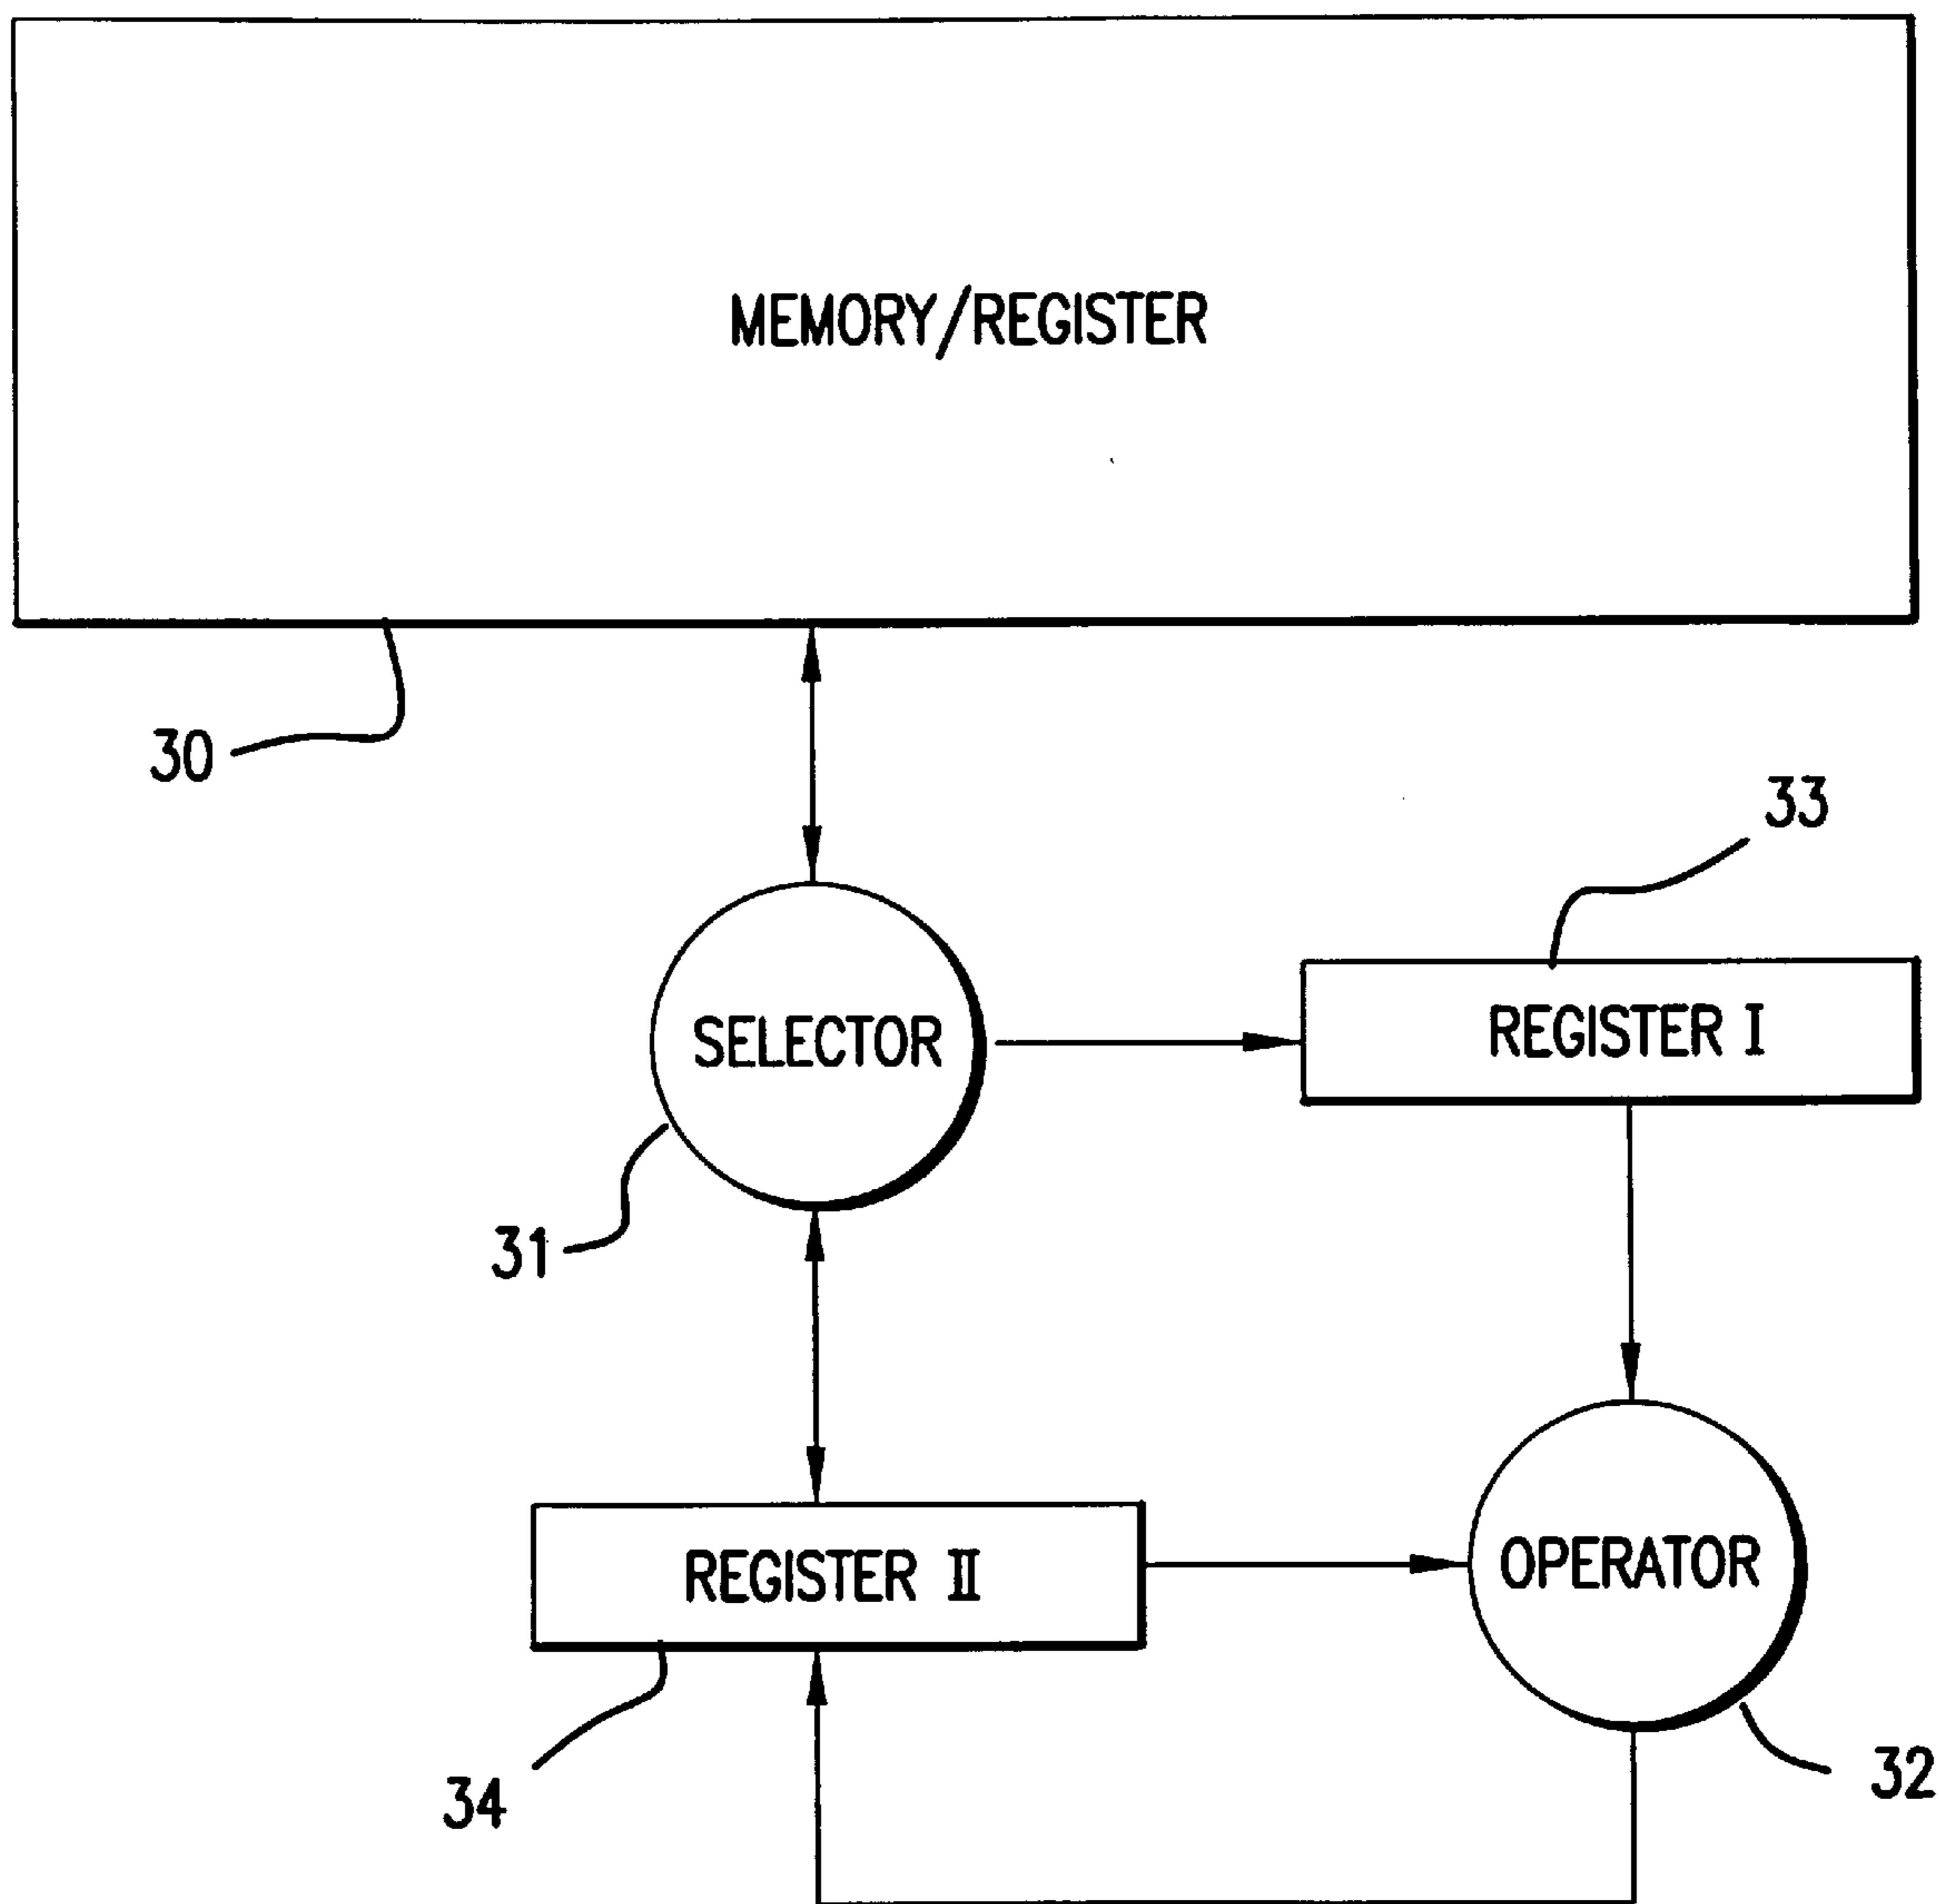 MEMORY/REGISTER
30
33
SELECTOR
REGISTER I
31
REGISTER II
OPERATOR
34
32